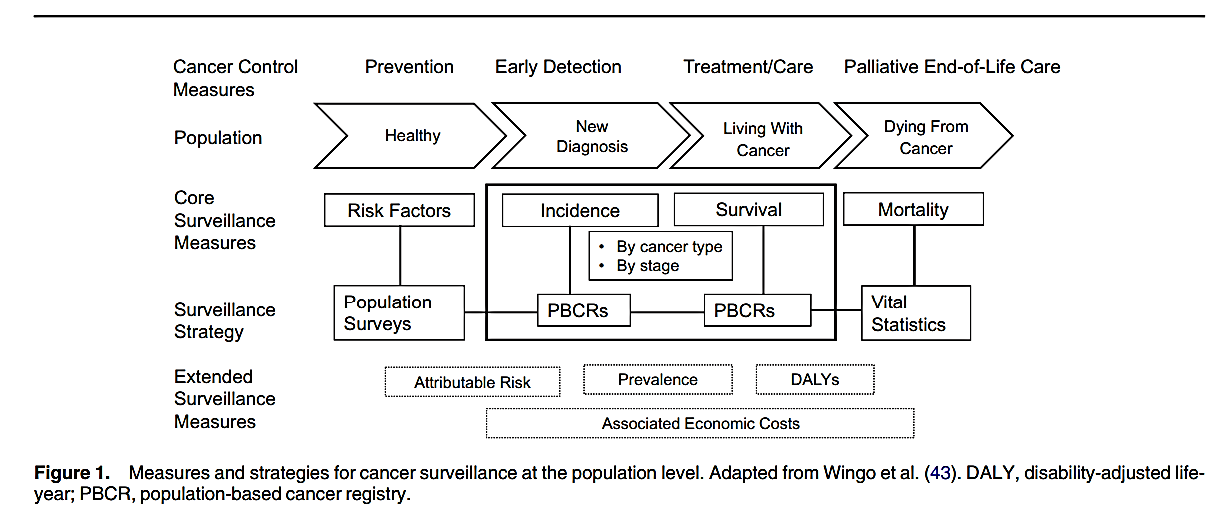 Cancer Control Measures
Prevention
Early Detection
Treatment/Care
Palliative End-of-Life Care
Population
Healthy
New
Diagnosis
Living With
Cancer
Dying From
Cancer
Core
Surveillance
Measures
Risk Factors
Incidence
Survival
Mortality
• By cancer type
• By stage
Surveillance
Strategy
Population
Surveys
PBCRs
PBCRs
Vital
Statistics
Extended
Surveillance
Measures
Attributable Risk
Prevalence
DALYs
Associated Economic Costs
Figure 1. Measures and strategies for cancer surveillance at the population level. Adapted from Wingo et al. (43). DALY, disability-adjusted life-
year; PBCR, population-based cancer registry.